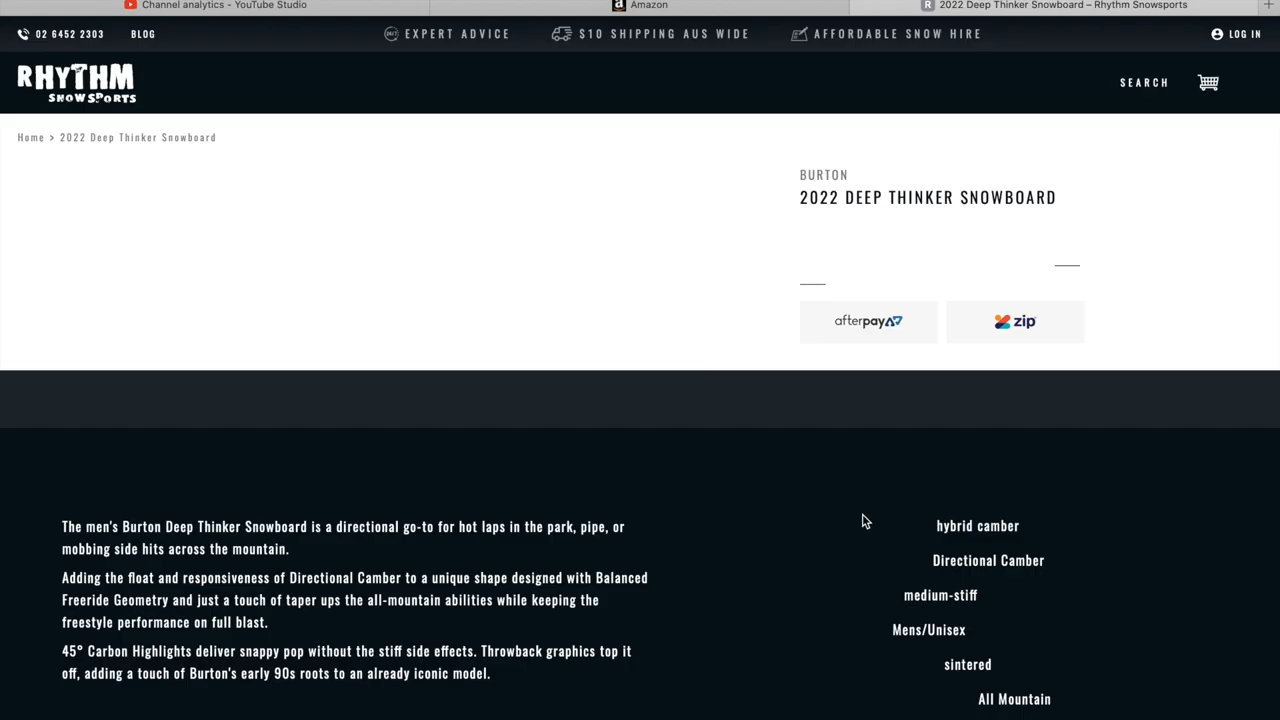 Channel analytics - YouTube Studio
Amazon
2022 Deep Thinker Snowboard – Rhythm Snowsports
02 6452 2303
BLOG
EXPERT ADVICE
$10 SHIPPING AUS WIDE
AFFORDABLE SNOW HIRE
LOG IN
RHYTHM
SNOWSPORTS
SEARCH
Home > 2022 Deep Thinker Snowboard
BURTON
2022 DEEP THINKER SNOWBOARD
afterpay
zip
The men's Burton Deep Thinker Snowboard is a directional go-to for hot laps in the park, pipe, or
mobbing side hits across the mountain.
Adding the float and responsiveness of Directional Camber to a unique shape designed with Balanced
Freeride Geometry and just a touch of taper ups the all-mountain abilities while keeping the
freestyle performance on full blast.
45° Carbon Highlights deliver snappy pop without the stiff side effects. Throwback graphics top it
off, adding a touch of Burton's early 90s roots to an already iconic model.
hybrid camber
Directional Camber
medium-stiff
Mens/Unisex
sintered
All Mountain